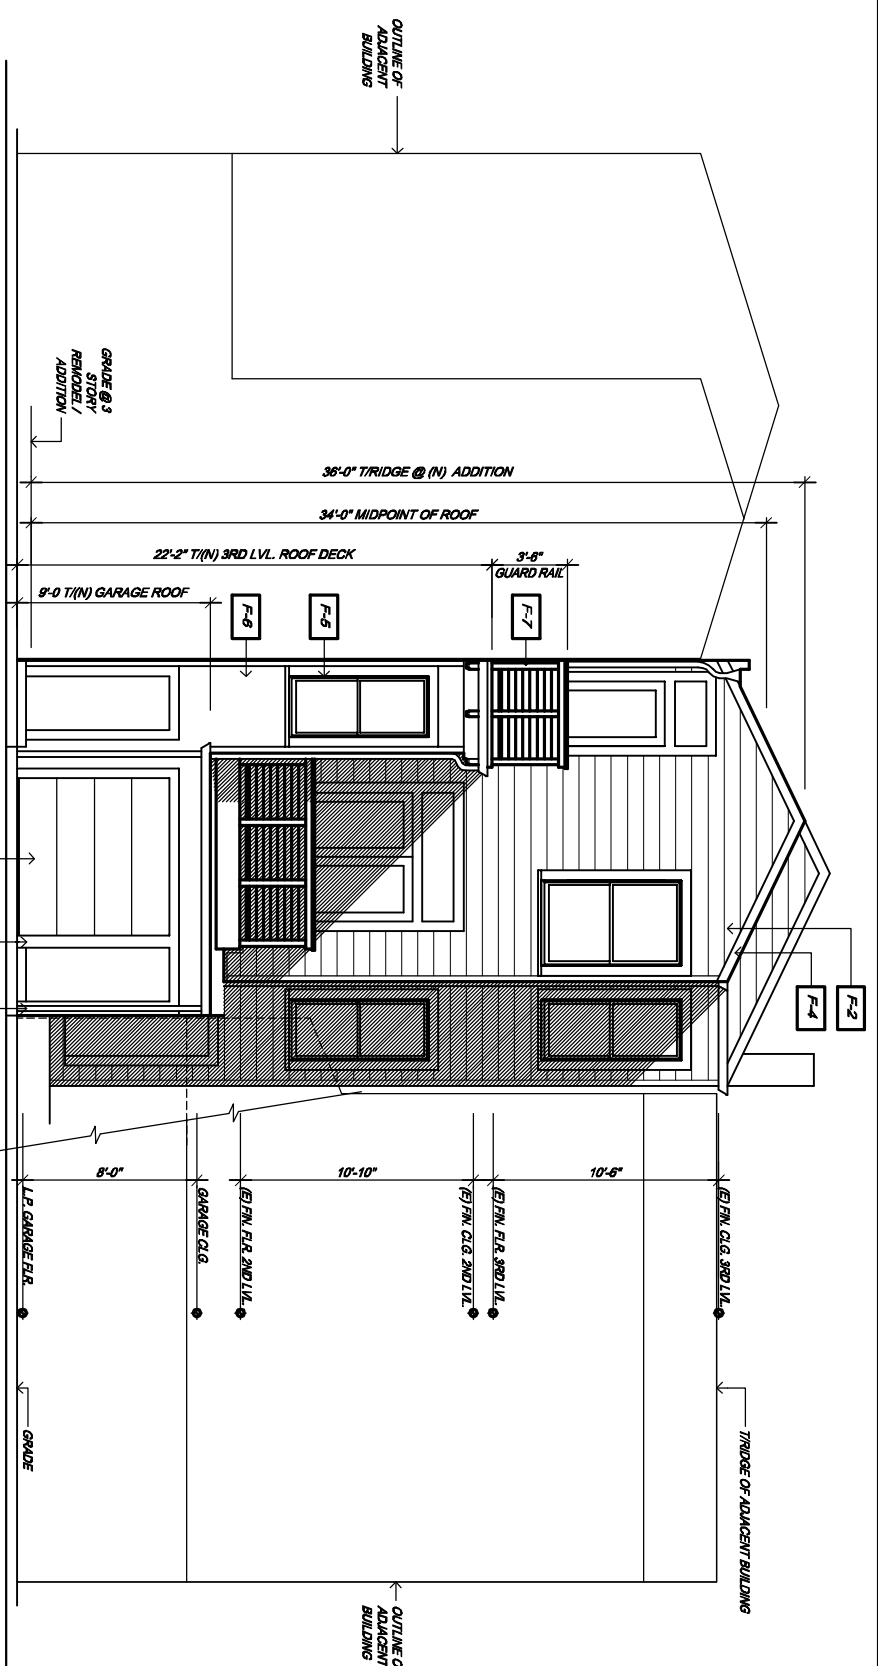 OUTLINE OF
ADJACENT
BUILDING
GRADE @ 3
STORY
REMODEL /
ADDITION
36'-0" T/RIDGE @ (N) ADDITION
34'-0" MIDPOINT OF ROOF
22'-2" T/(N) 3RD LVL. ROOF DECK
3'-6"
GUARD RAIL
9'-0 T/(N) GARAGE ROOF
F-6
F-5
F-7
F-2
F-4
8'-0"
10'-10"
10'-6"
L.P. GARAGE FLR.
GARAGE CLG.
(E) FIN. FLR. 2ND LVL.
(E) FIN. CLG. 2ND LVL.
(E) FIN. FLR. 3RD LVL.
(E) FIN. CLG. 3RD LVL.
GRADE
T/RIDGE OF ADJACENT BUILDING
OUTLINE O
ADJACENT
BUILDING